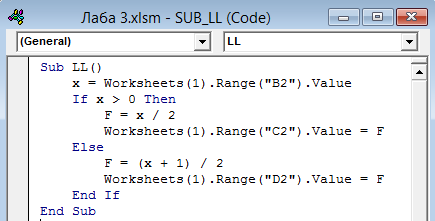 Лаба 3.xlsm - SUB_LL (Code)
(General) LL
Sub LL()
    x = Worksheets(1).Range("B2").Value
    If x > 0 Then
        F = x / 2
        Worksheets(1).Range("C2").Value = F
    Else
        F = (x + 1) / 2
        Worksheets(1).Range("D2").Value = F
    End If
End Sub